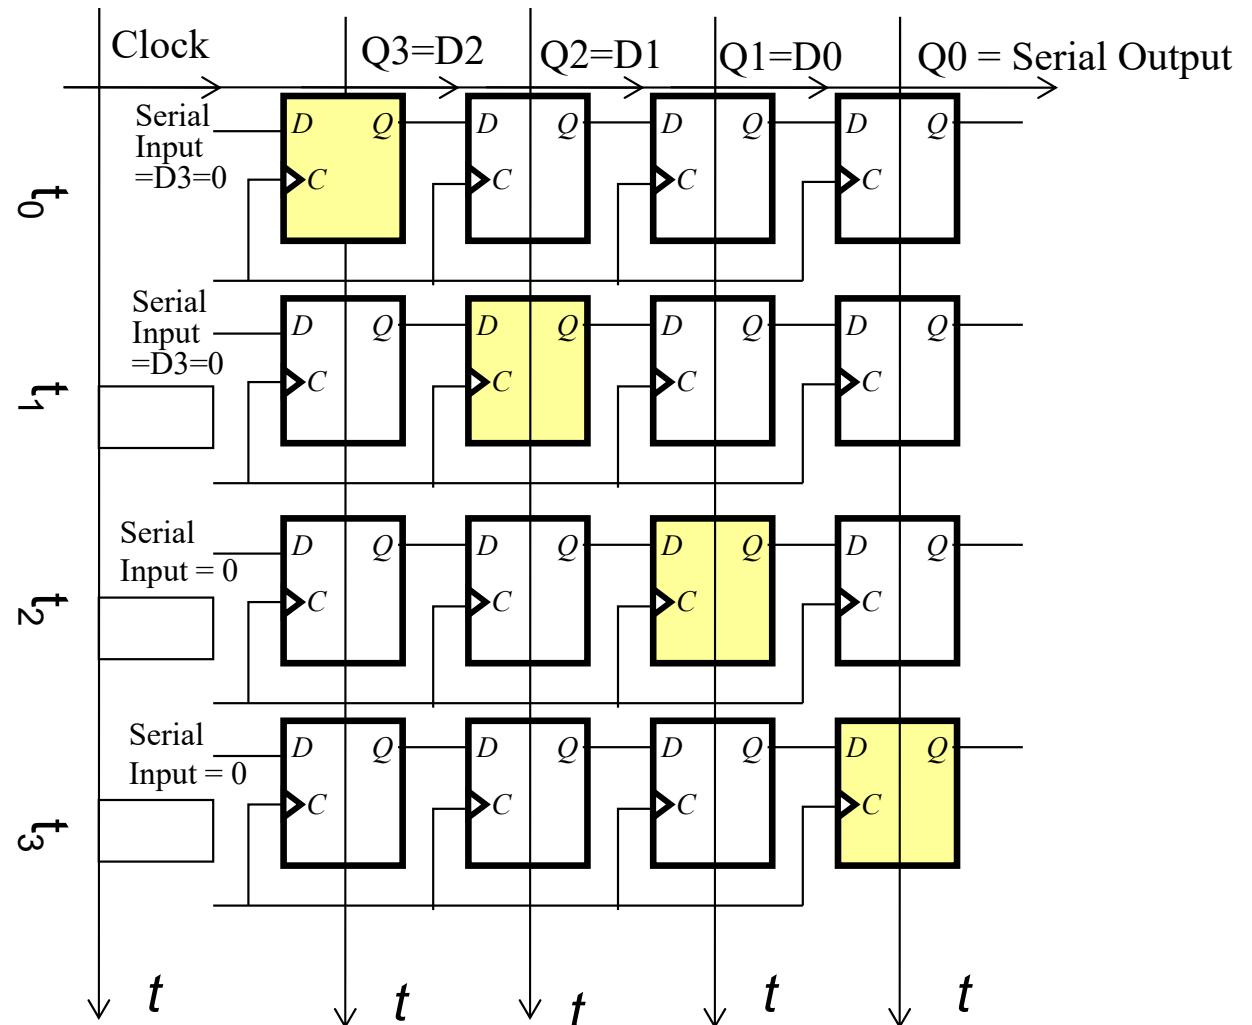 Clock
Q3=D2
Q2=D1
Q1=D0
Q0 = Serial Output
Serial
Input
=D3=0
D Q D Q D Q D Q
C C C C
t0
Serial
Input
=D3=0
D Q D Q D Q D Q
C C C C
t1
Serial
Input = 0
D Q D Q D Q D Q
C C C C
t2
Serial
Input = 0
D Q D Q D Q D Q
C C C C
t3
t t t t t